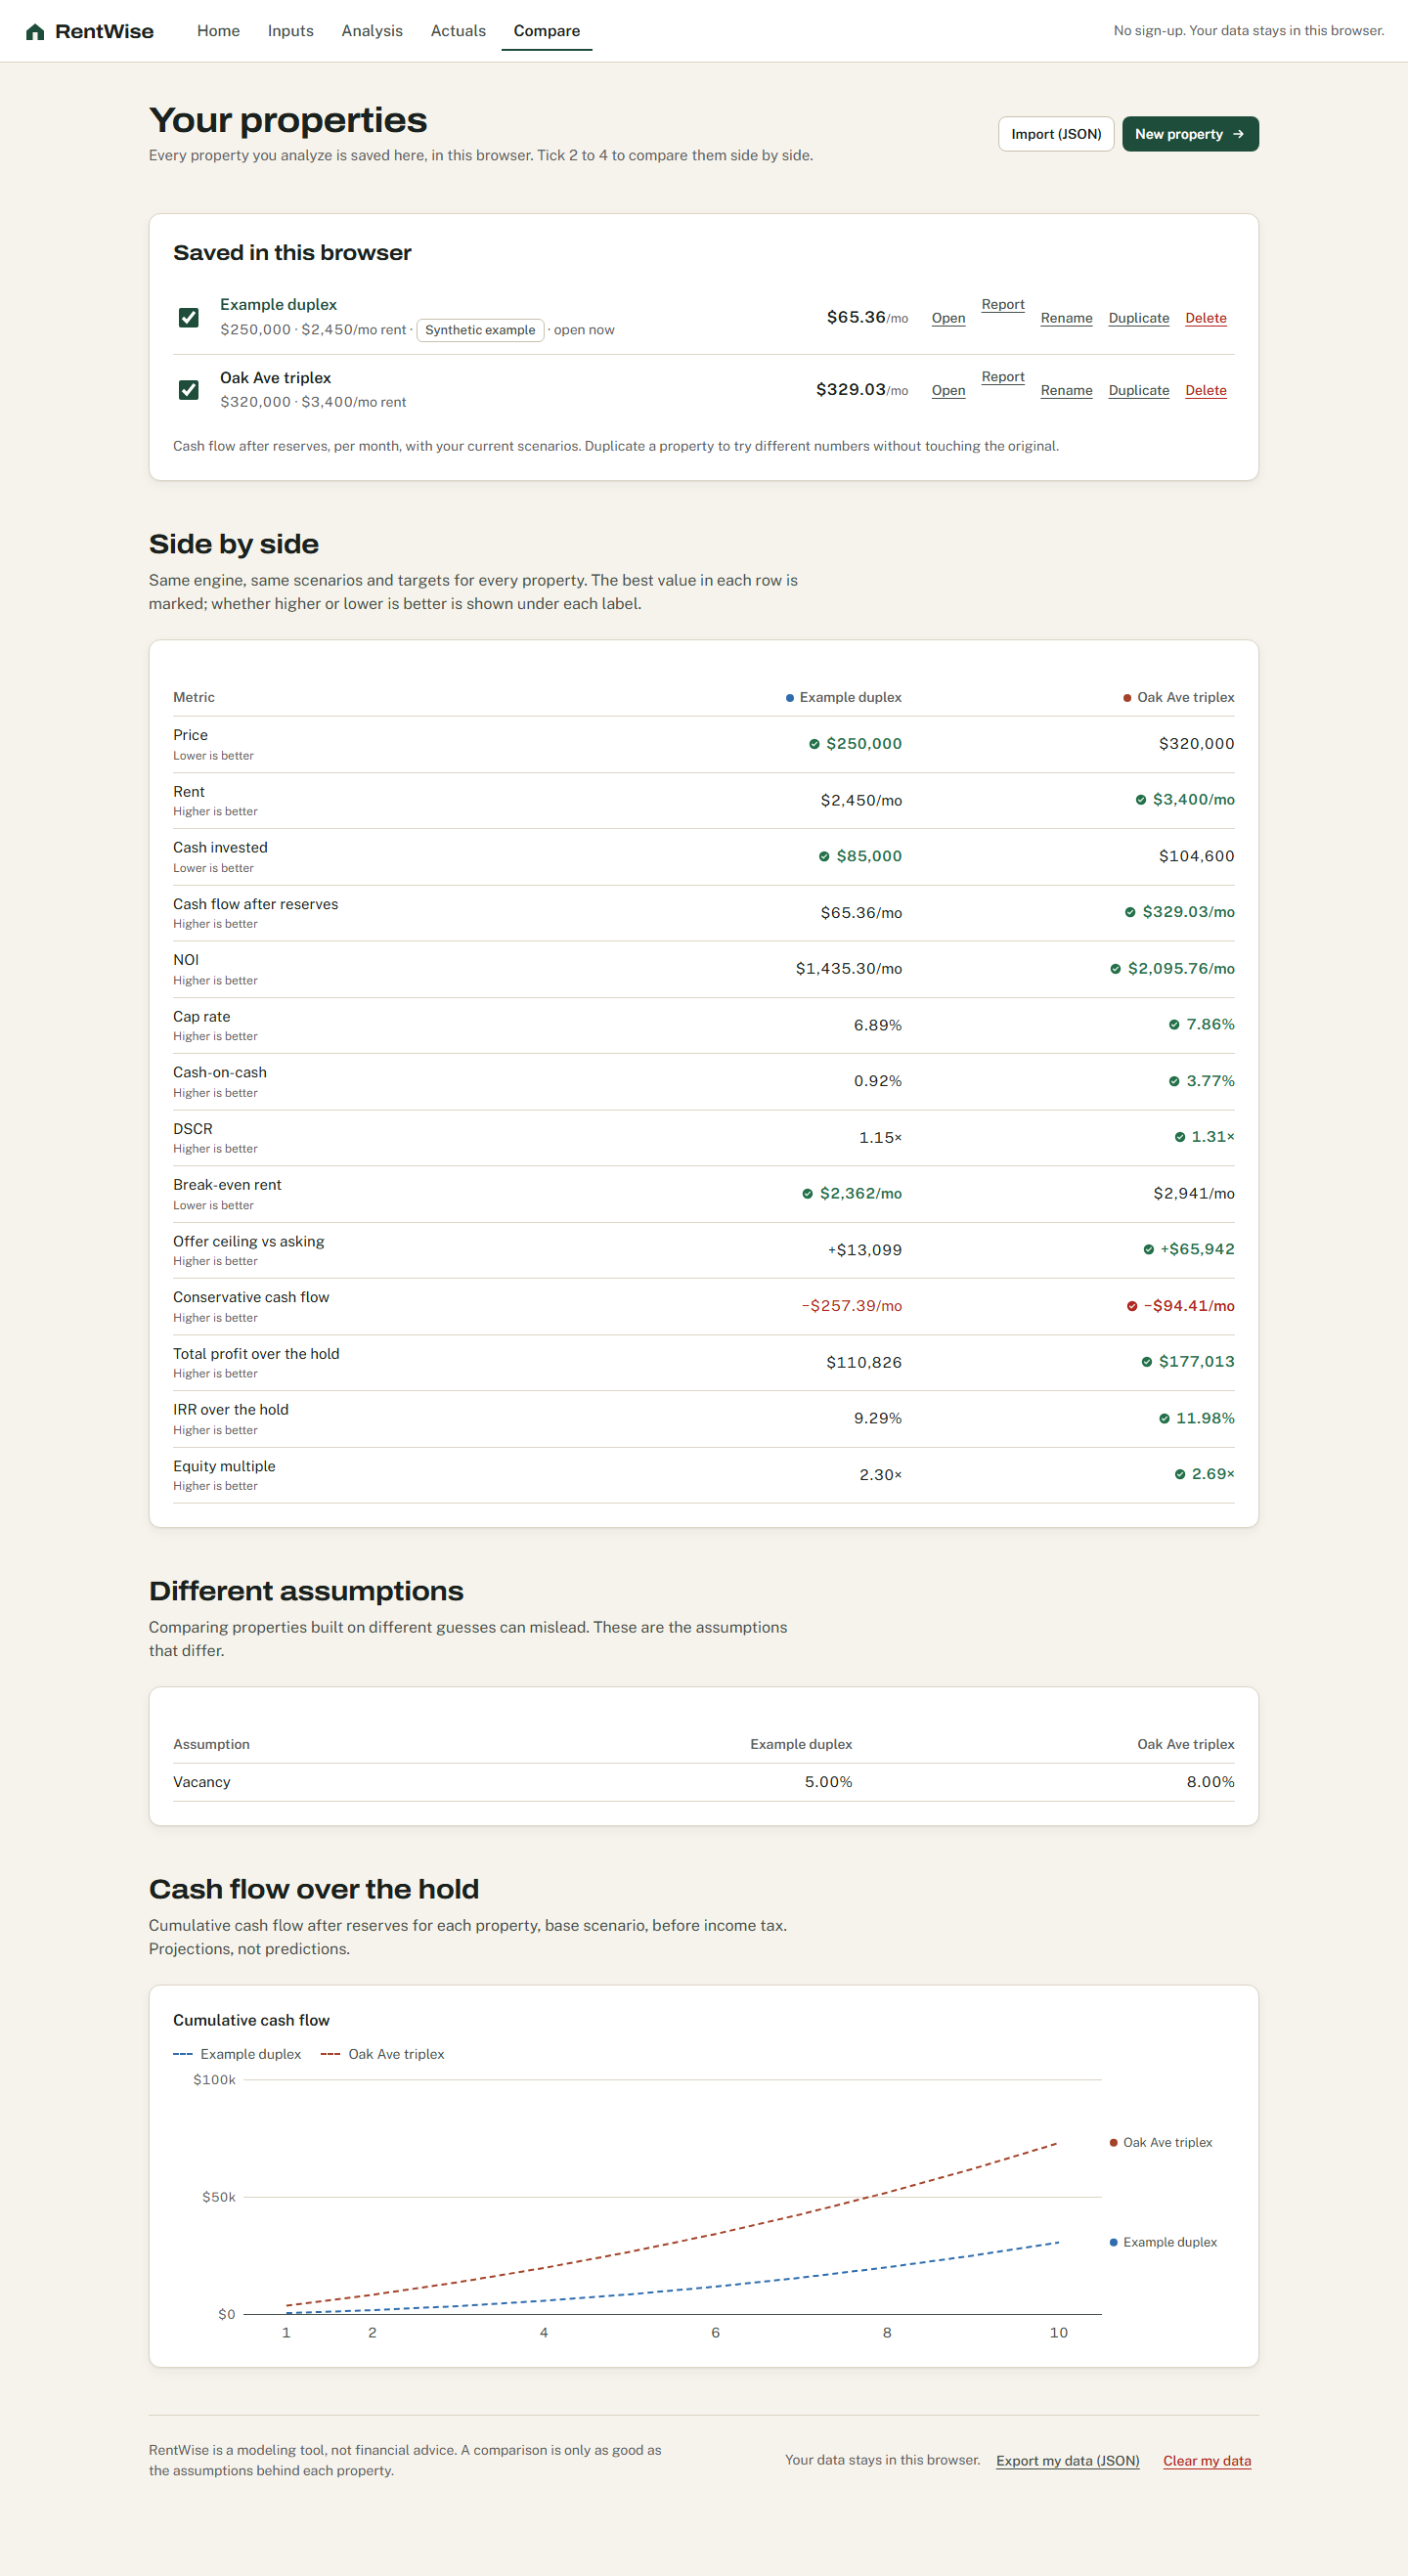 RentWise
Home Inputs Analysis Actuals Compare
No sign-up. Your data stays in this browser.
Your properties
Every property you analyze is saved here, in this browser. Tick 2 to 4 to compare them side by side.
Import (JSON)
New property →
Saved in this browser
Example duplex
$250,000 · $2,450/mo rent · Synthetic example · open now
$65.36/mo Open Report Rename Duplicate Delete
Oak Ave triplex
$320,000 · $3,400/mo rent
$329.03/mo Open Report Rename Duplicate Delete
Cash flow after reserves, per month, with your current scenarios. Duplicate a property to try different numbers without touching the original.
Side by side
Same engine, same scenarios and targets for every property. The best value in each row is
marked; whether higher or lower is better is shown under each label.
Metric Example duplex Oak Ave triplex
Price $250,000 $320,000
Lower is better
Rent $2,450/mo $3,400/mo
Higher is better
Cash invested $85,000 $104,600
Lower is better
Cash flow after reserves $65.36/mo $329.03/mo
Higher is better
NOI $1,435.30/mo $2,095.76/mo
Higher is better
Cap rate 6.89% 7.86%
Higher is better
Cash-on-cash 0.92% 3.77%
Higher is better
DSCR 1.15× 1.31×
Higher is better
Break-even rent $2,362/mo $2,941/mo
Lower is better
Offer ceiling vs asking +$13,099 +$65,942
Higher is better
Conservative cash flow −$257.39/mo −$94.41/mo
Higher is better
Total profit over the hold $110,826 $177,013
Higher is better
IRR over the hold 9.29% 11.98%
Higher is better
Equity multiple 2.30× 2.69×
Higher is better
Different assumptions
Comparing properties built on different guesses can mislead. These are the assumptions
that differ.
Assumption Example duplex Oak Ave triplex
Vacancy 5.00% 8.00%
Cash flow over the hold
Cumulative cash flow after reserves for each property, base scenario, before income tax.
Projections, not predictions.
Cumulative cash flow
Example duplex Oak Ave triplex
$100k
Oak Ave triplex
$50k
Example duplex
$0
1 2 4 6 8 10
RentWise is a modeling tool, not financial advice. A comparison is only as good as
the assumptions behind each property.
Your data stays in this browser. Export my data (JSON) Clear my data